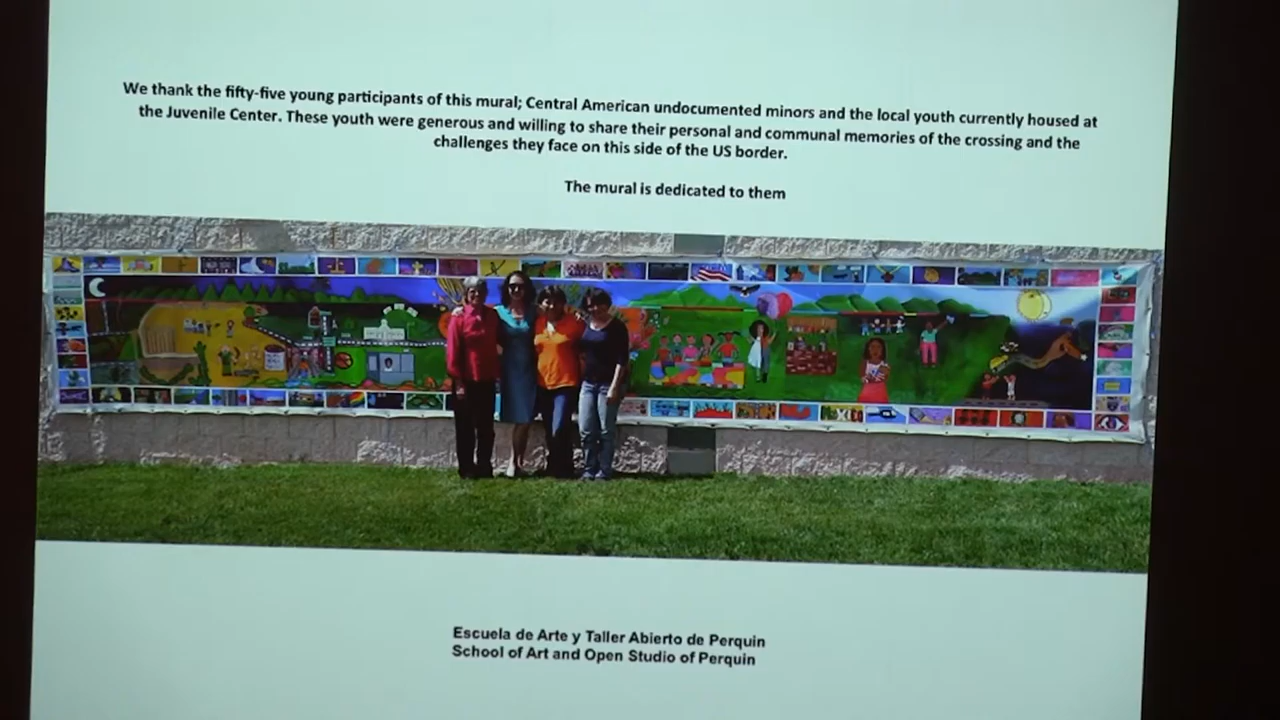 We thank the fifty-five young participants of this mural; Central American undocumented minors and the local youth currently housed at
the Juvenile Center. These youth were generous and willing to share their personal and communal memories of the crossing and the
challenges they face on this side of the US border.
The mural is dedicated to them
MexicO
Escuela de Arte y Taller Abierto de Perquin
School of Art and Open Studio of Perquin